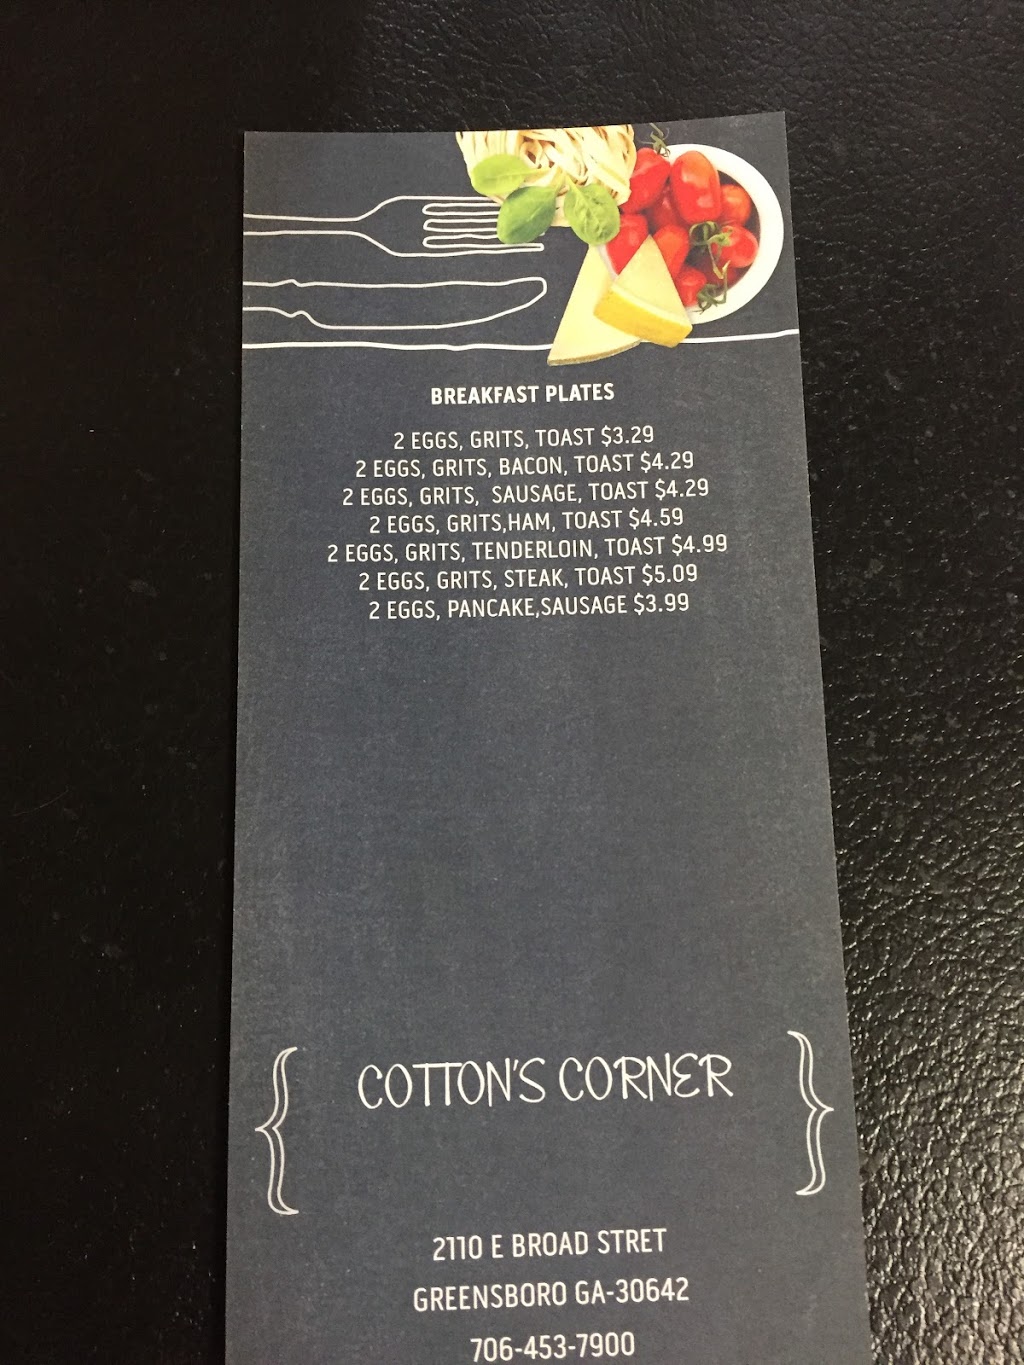 BREAKFAST PLATES
2 EGGS, GRITS, TOAST $3.29
2 EGGS, GRITS, BACON, TOAST $4.29
2 EGGS, GRITS,  SAUSAGE, TOAST $4.29
2 EGGS, GRITS,HAM, TOAST $4.59
2 EGGS, GRITS, TENDERLOIN, TOAST $4.99
2 EGGS, GRITS, STEAK, TOAST $5.09
2 EGGS, PANCAKE,SAUSAGE $3.99
COTTON'S CORNER
2110 E BROAD STRET
GREENSBORO GA-30642
706-453-7900